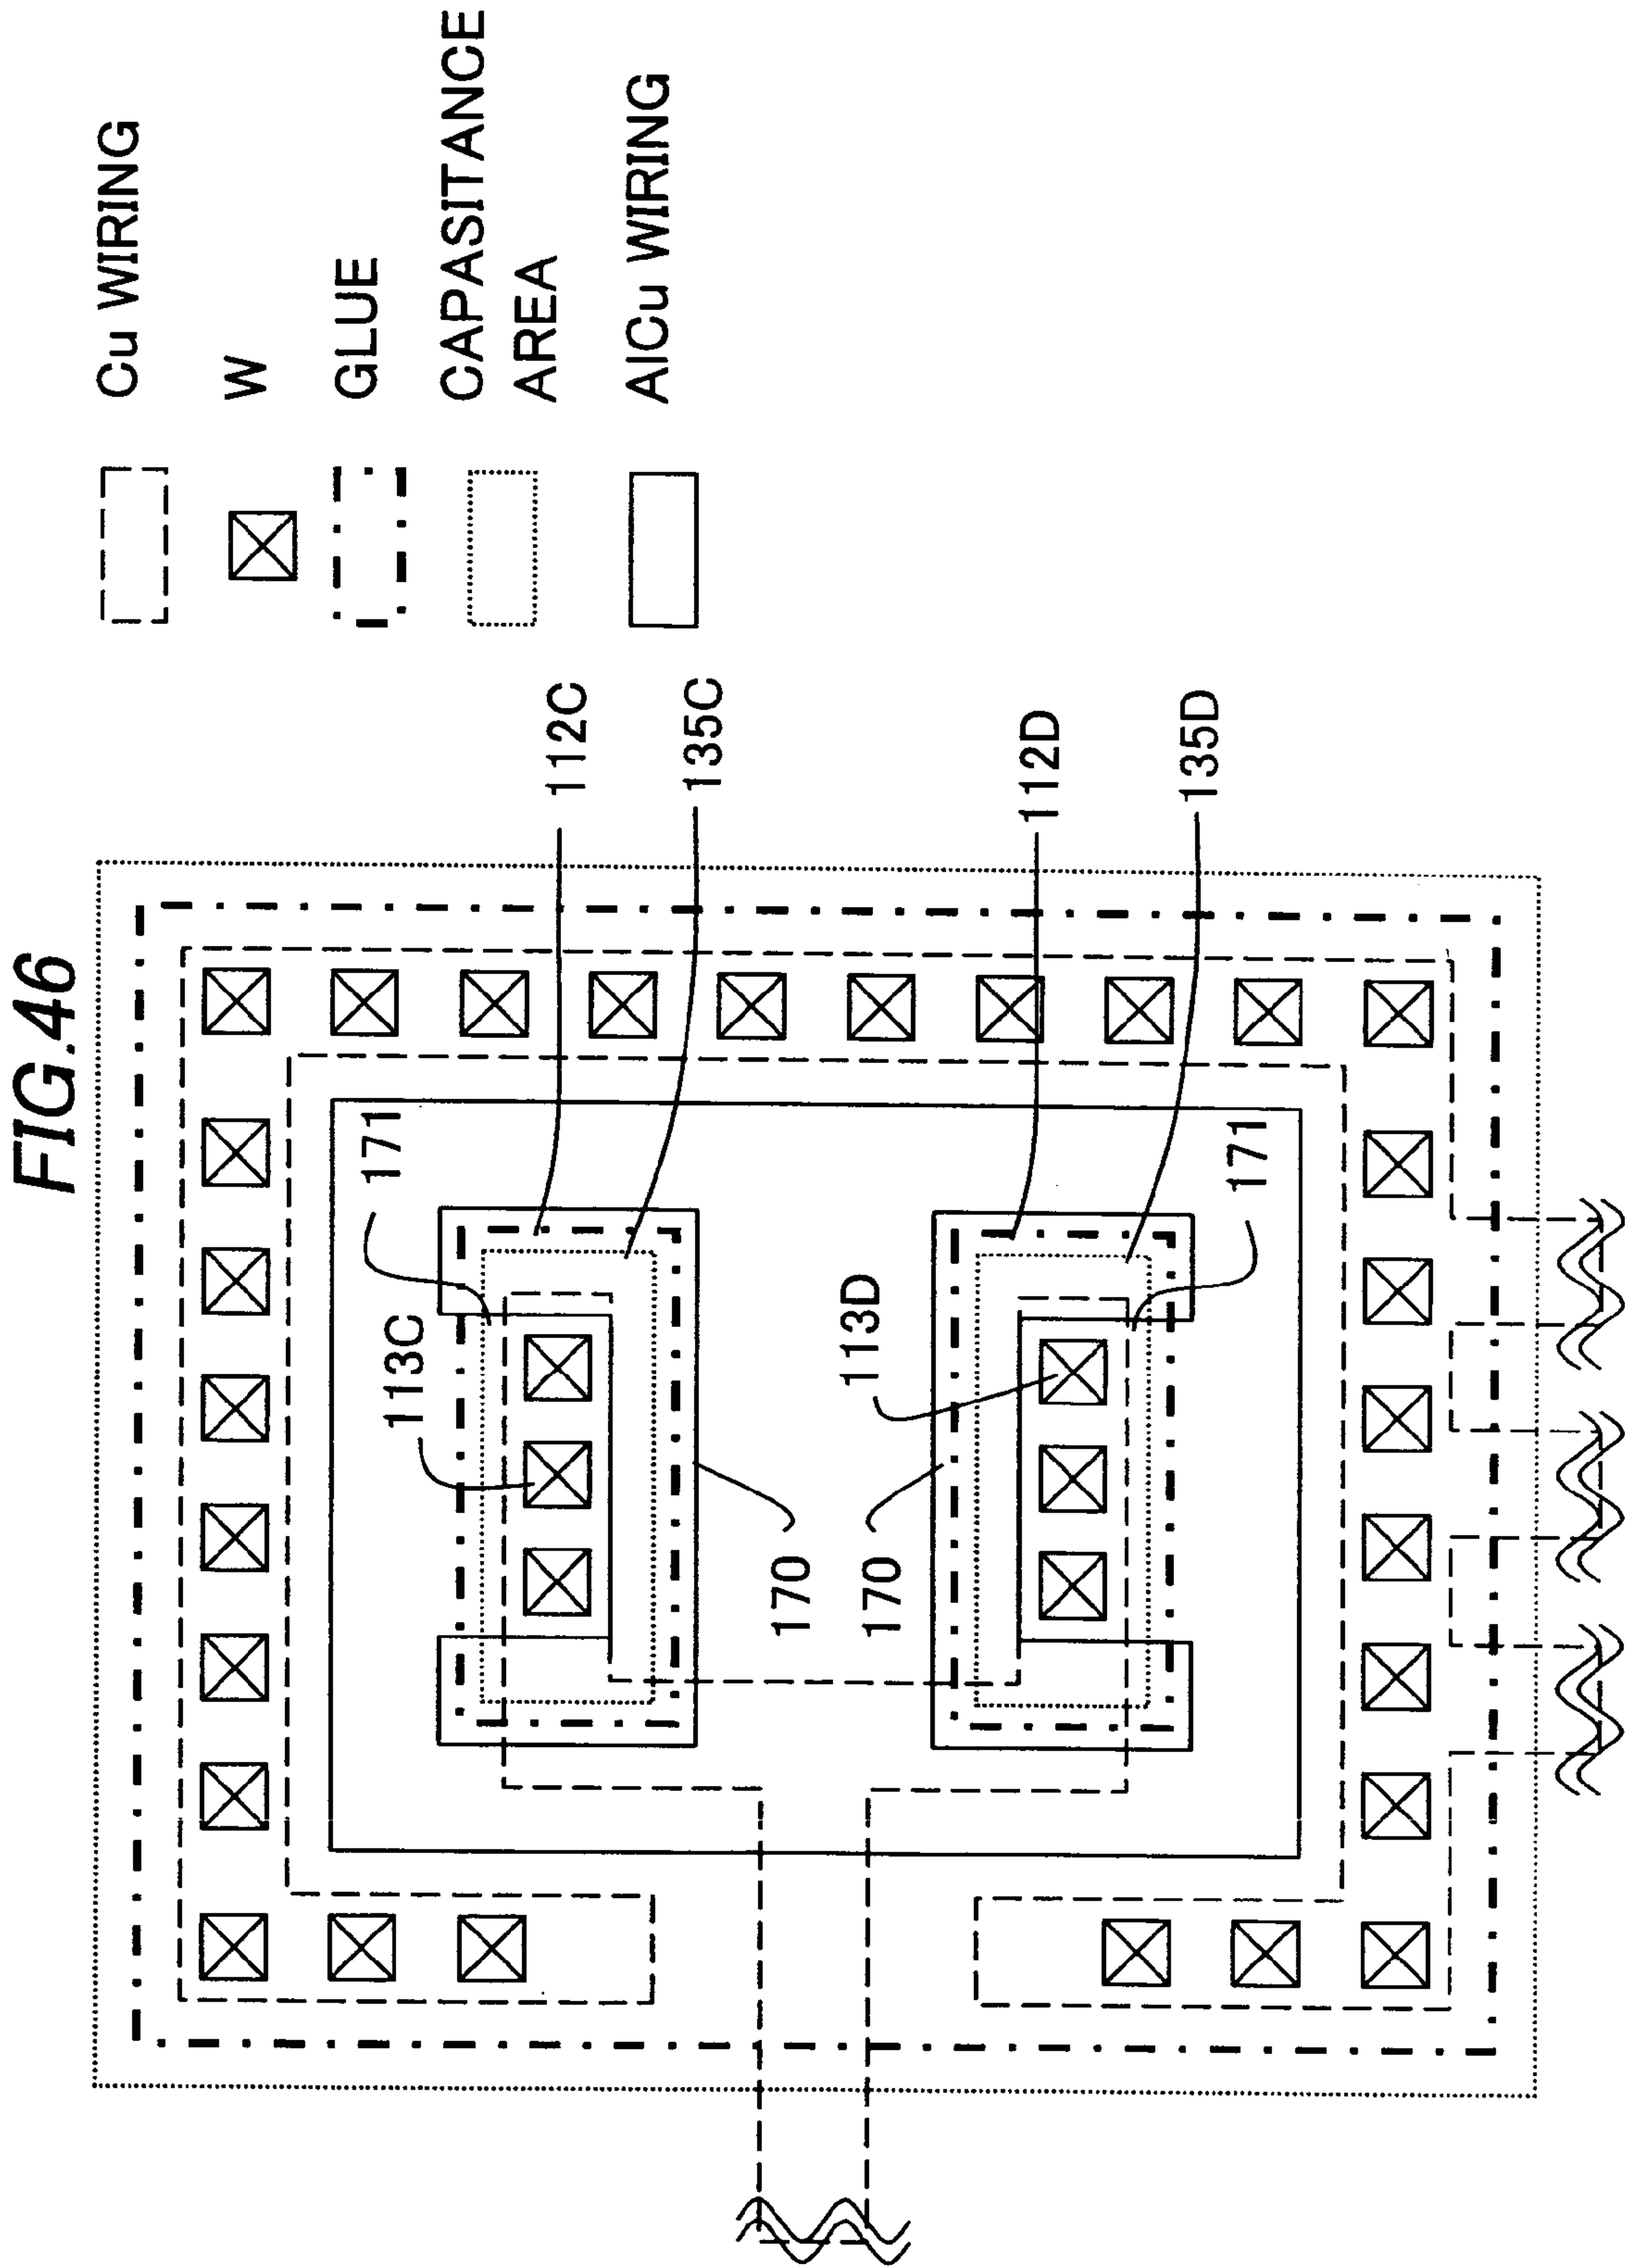 FIG.46
Cu WIRING
W
GLUE
CAPASITANCE
AREA
AlCu WIRING
112C
135C
112D
135D
171
171
113C
113D
170
170